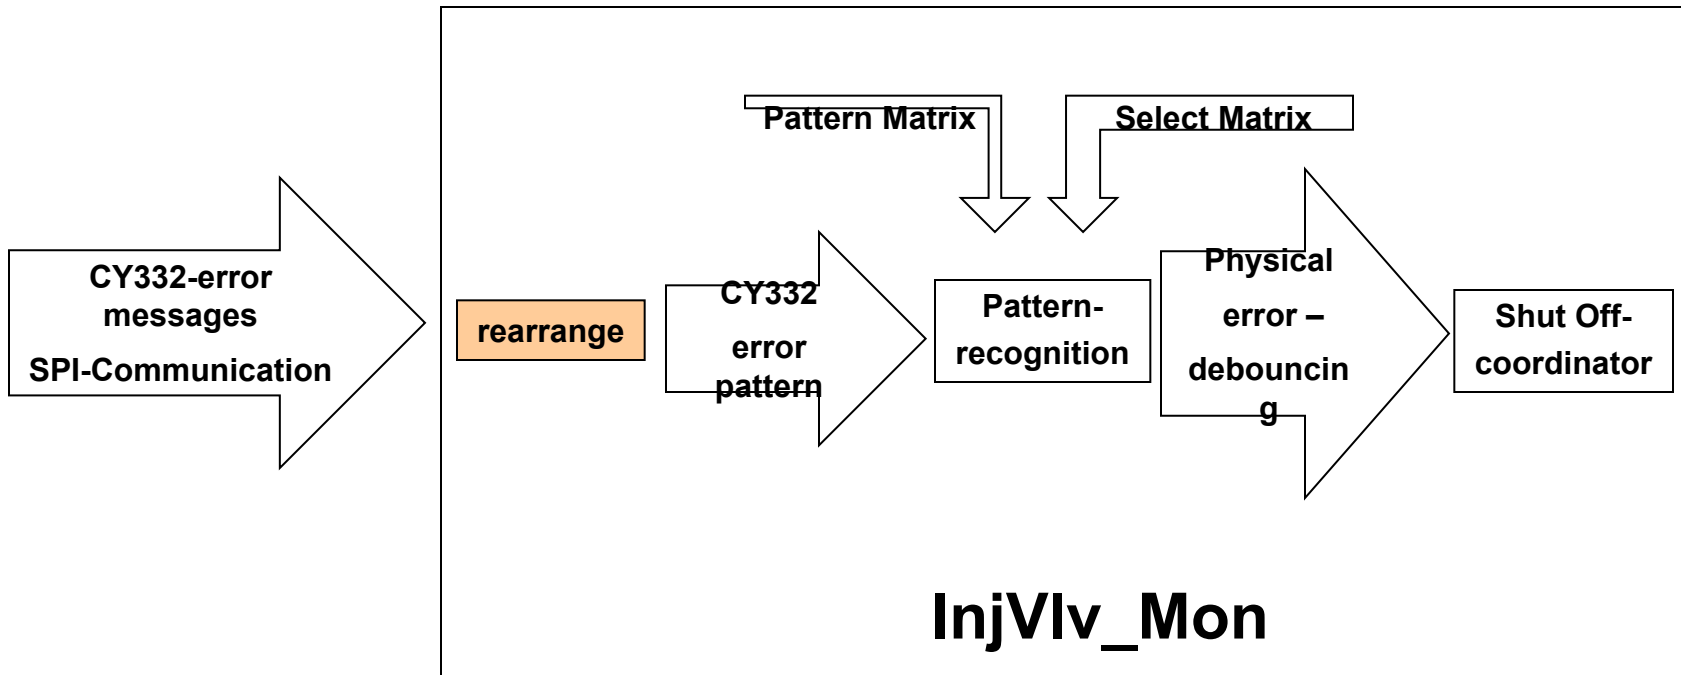 Pattern Matrix
Select Matrix
CY332-error
messages
SPI-Communication
rearrange
CY332
error
pattern
Pattern-
recognition
Physical
error –
debouncin
g
Shut Off-
coordinator
InjVlv_Mon